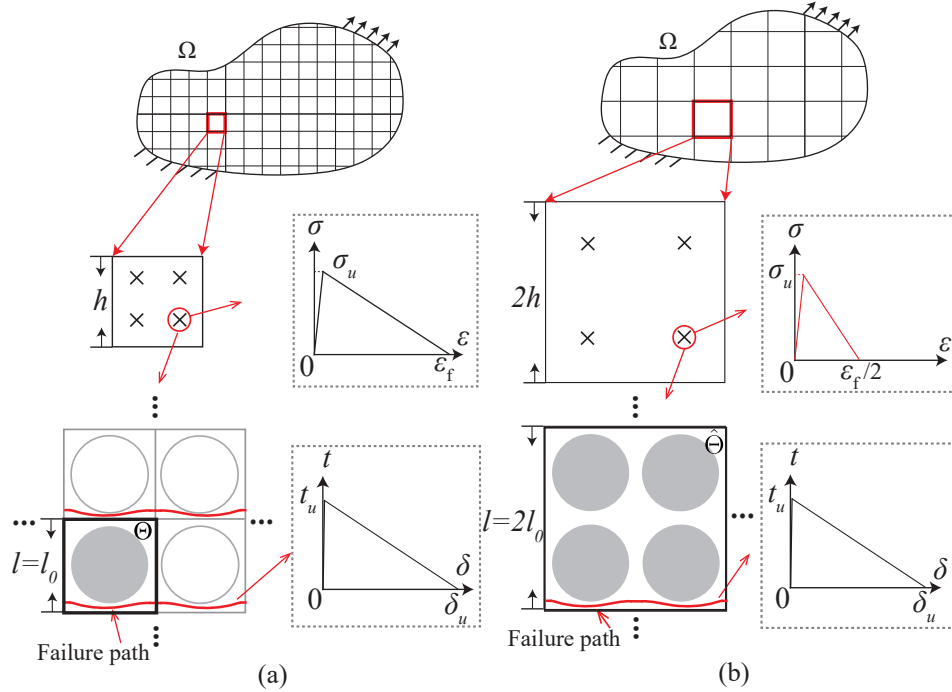 Ω
h
σ
σu
0
ε
εf
l=l0
Θ
t
tu
0
δ
δu
Failure path
(a)
Ω
2h
σ
σu
0
ε
εf/2
l=2l0
Θ̂
t
tu
0
δ
δu
Failure path
(b)